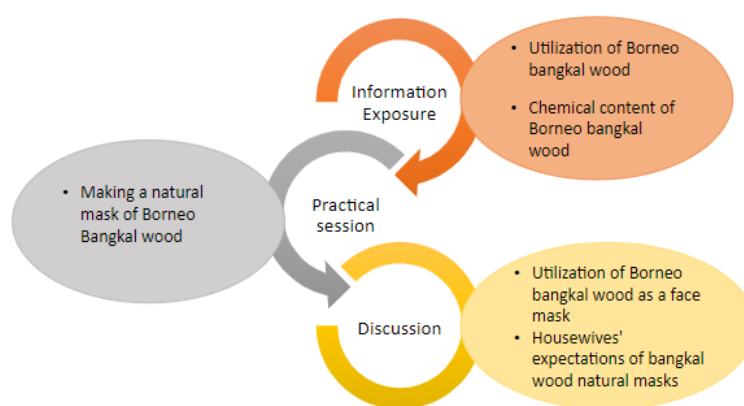 Information
Exposure
• Utilization of Borneo
bangkal wood
• Chemical content of
Borneo bangkal
wood
Practical
session
• Making a natural
mask of Borneo
Bangkal wood
Discussion
• Utilization of Borneo
bangkal wood as a face
mask
• Housewives'
expectations of bangkal
wood natural masks